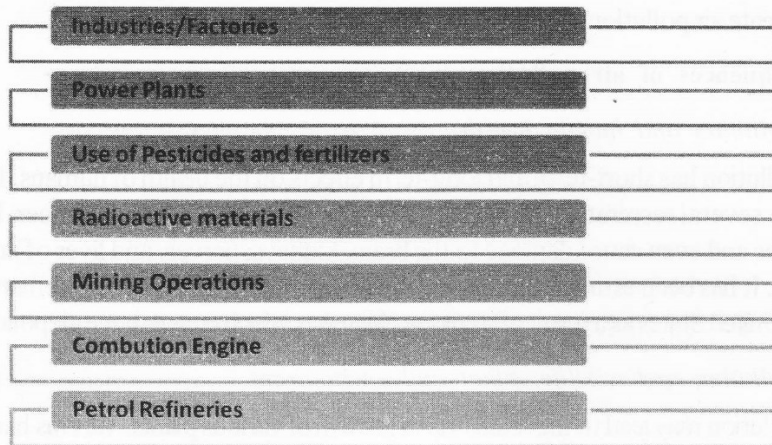 Industries/Factories
Power Plants
Use of Pesticides and fertilizers
Radioactive materials
Mining Operations
Combution Engine
Petrol Refineries